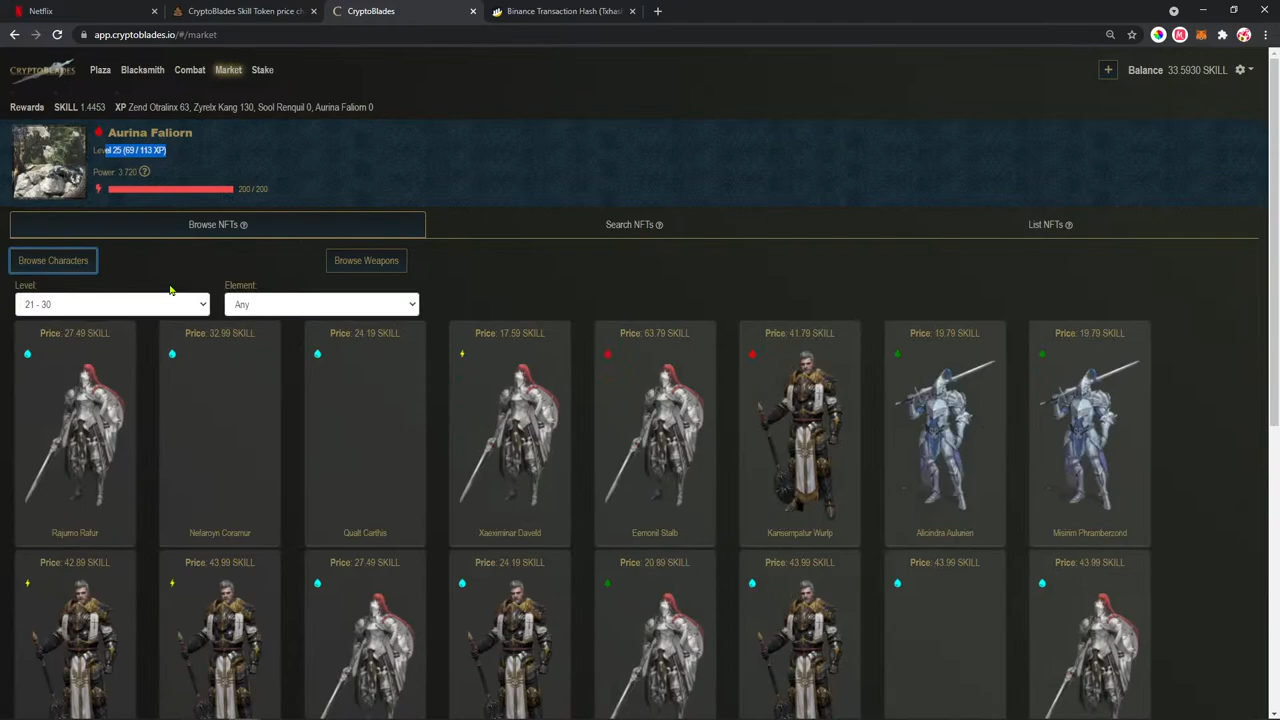 Netflix
CryptoBlades Skill Token price ch
CryptoBlades
Binance Transaction Hash (Txhas
app.cryptoblades.io/#/market
CRYPTOBLADES
Plaza
Blacksmith
Combat
Market
Stake
Balance 33.5930 SKILL
Rewards SKILL 1.4453 XP Zend Otralinx 63, Zyrelx Kang 130, Sool Renquil 0, Aurina Faliorn 0
Aurina Faliorn
Level 25 (69 / 113 XP)
Power: 3.720
200 / 200
Browse NFTs
Search NFTs
List NFTs
Browse Characters
Browse Weapons
Level:
Element:
21 - 30
Any
Price: 27.49 SKILL
Price: 32.99 SKILL
Price: 24.19 SKILL
Price: 17.59 SKILL
Price: 63.79 SKILL
Price: 41.79 SKILL
Price: 19.79 SKILL
Price: 19.79 SKILL
Rajumo Rafur
Nefaroyn Coramur
Qualt Carthis
Xaeximinar Daveld
Eemonil Stalb
Kansempatur Wurlp
Alicindra Aulurien
Misirim Phramberzond
Price: 42.89 SKILL
Price: 43.99 SKILL
Price: 27.49 SKILL
Price: 24.19 SKILL
Price: 20.89 SKILL
Price: 43.99 SKILL
Price: 43.99 SKILL
Price: 43.99 SKILL